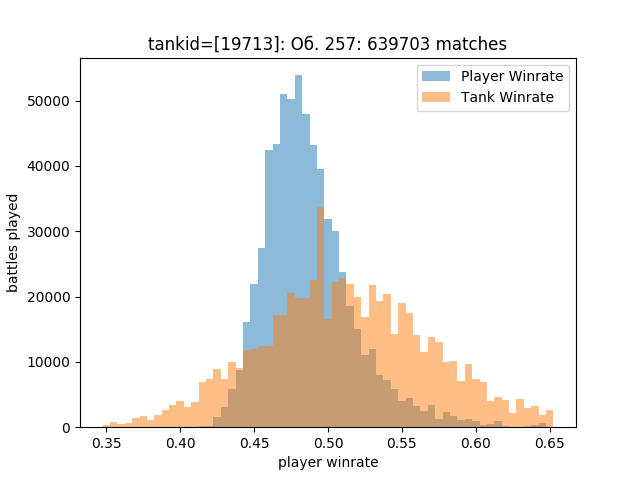 tankid=[19713]: Об. 257: 639703 matches
Player Winrate
Tank Winrate
battles played
50000
40000
30000
20000
10000
0
0.35 0.40 0.45 0.50 0.55 0.60 0.65
player winrate